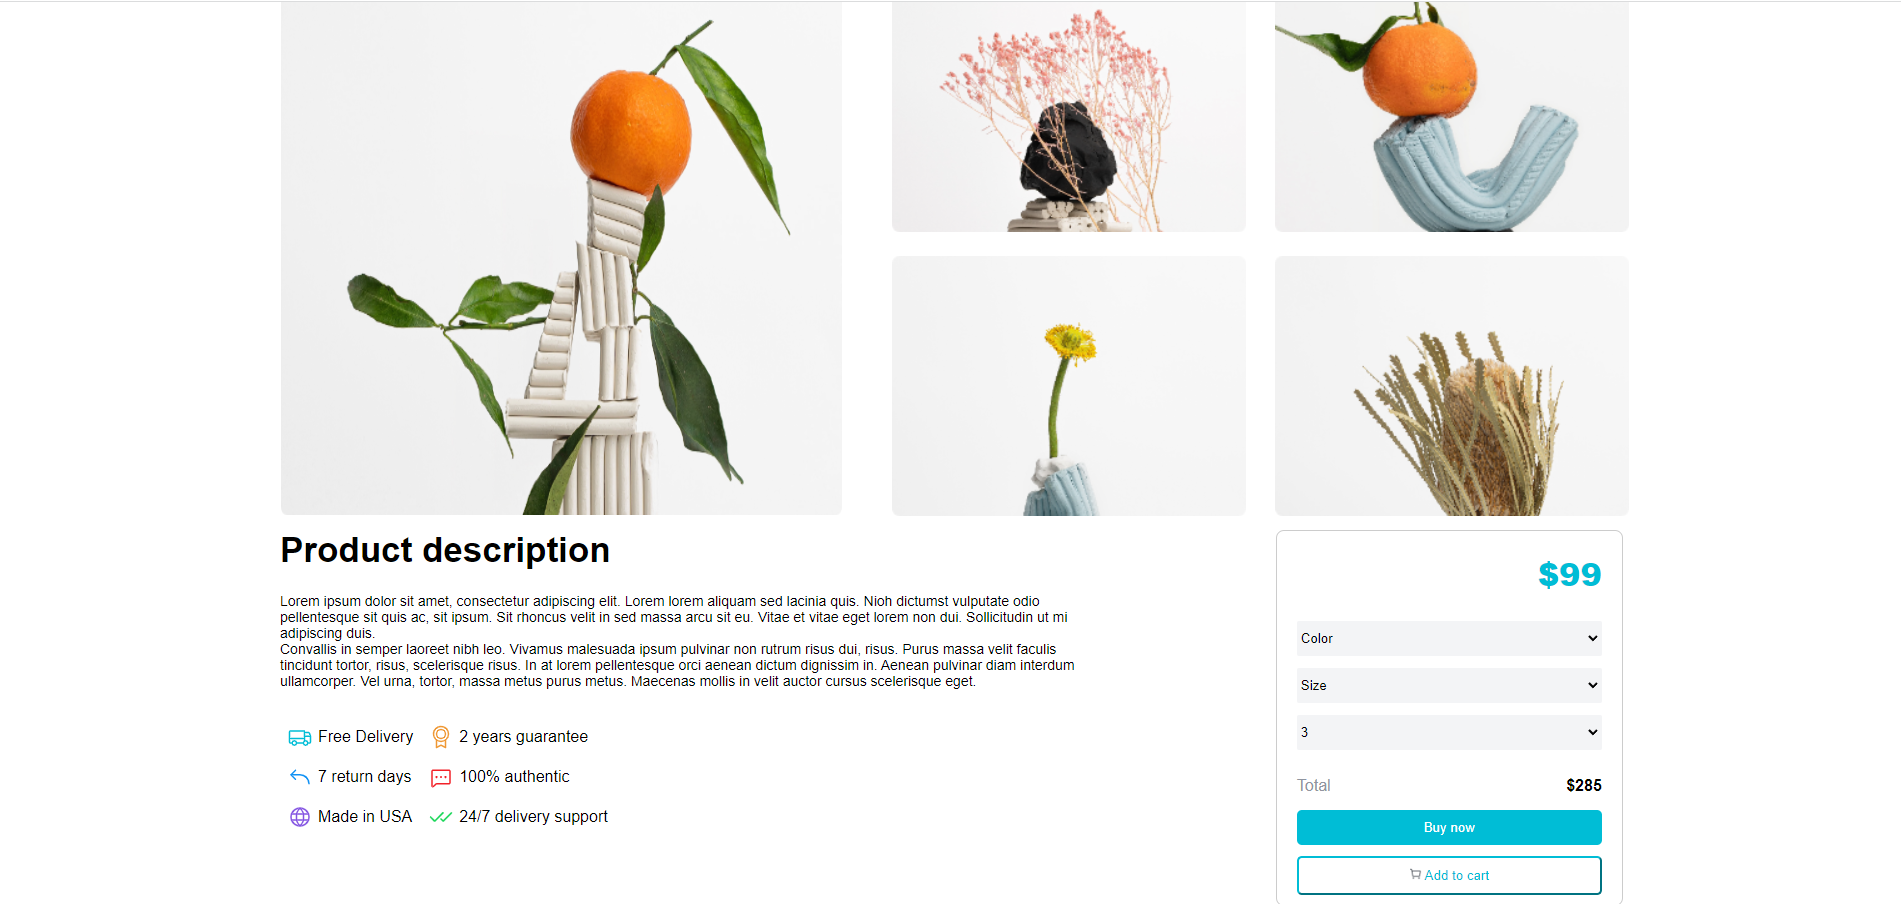 Product description
Lorem ipsum dolor sit amet, consectetur adipiscing elit. Lorem lorem aliquam sed lacinia quis. Nioh dictumst vulputate odio
pellentesque sit quis ac, sit ipsum. Sit rhoncus velit in sed massa arcu sit eu. Vitae et vitae eget lorem non dui. Sollicitudin ut mi
adipiscing duis.
Convallis in semper laoreet nibh leo. Vivamus malesuada ipsum pulvinar non rutrum risus dui, risus. Purus massa velit faculis
tincidunt tortor, risus, scelerisque risus. In at lorem pellentesque orci aenean dictum dignissim in. Aenean pulvinar diam interdum
ullamcorper. Vel urna, tortor, massa metus purus metus. Maecenas mollis in velit auctor cursus scelerisque eget.
Free Delivery
2 years guarantee
7 return days
100% authentic
Made in USA
24/7 delivery support
$99
Color
Size
3
Total
$285
Buy now
Add to cart